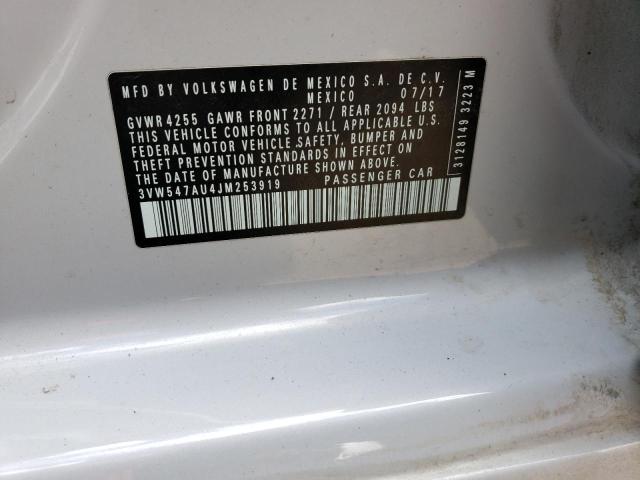 MFD BY VOLKSWAGEN DE MEXICO S.A. DE C.V.
MEXICO 07/17
GVWR 4255 GAWR FRONT 2271 / REAR 2094 LBS
THIS VEHICLE CONFORMS TO ALL APPLICABLE U.S.
FEDERAL MOTOR VEHICLE SAFETY, BUMPER AND
THEFT PREVENTION STANDARDS IN EFFECT ON
THE DATE OF MANUFACTURE SHOWN ABOVE.
3VW547AU4JM253919 PASSENGER CAR
3128149 3223 M